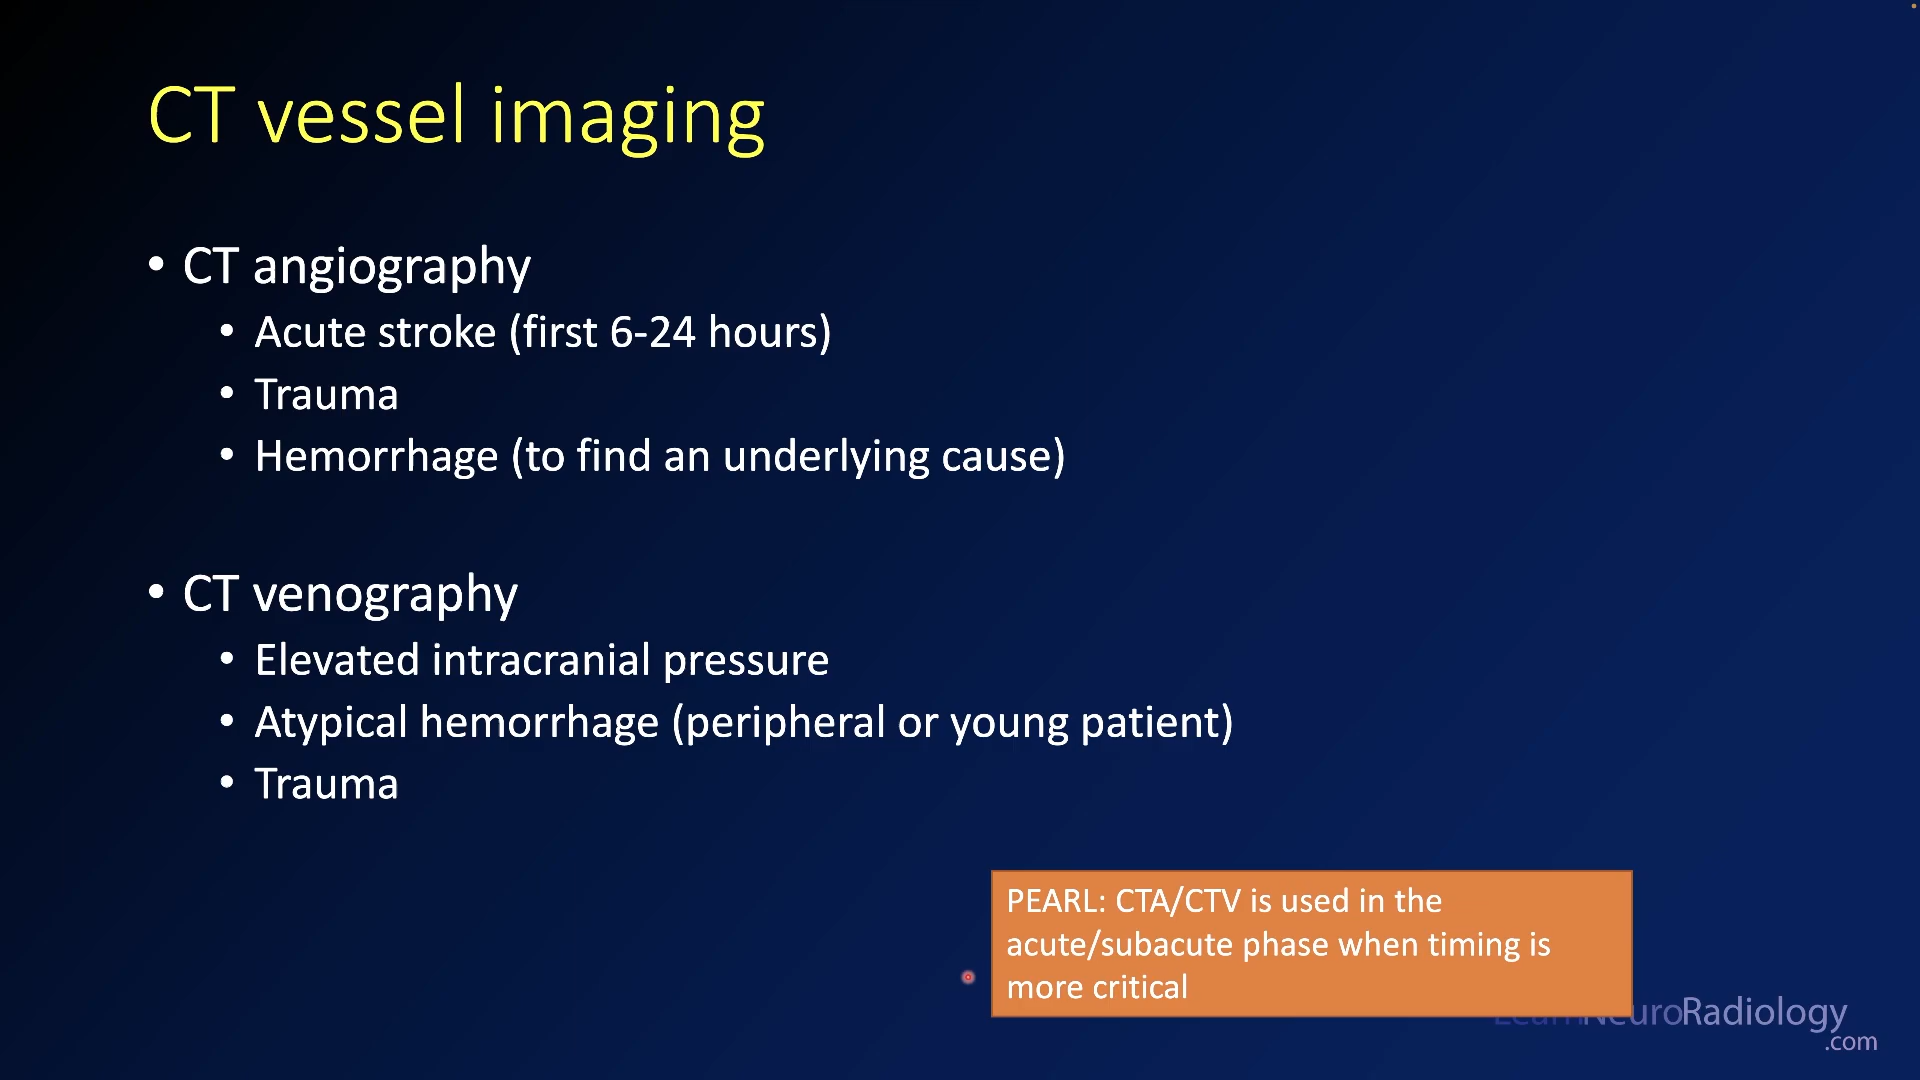 CT vessel imaging
• CT angiography
• Acute stroke (first 6-24 hours)
• Trauma
• Hemorrhage (to find an underlying cause)
• CT venography
• Elevated intracranial pressure
• Atypical hemorrhage (peripheral or young patient)
• Trauma
PEARL: CTA/CTV is used in the
acute/subacute phase when timing is
more critical
LearnNeuroRadiology
.com